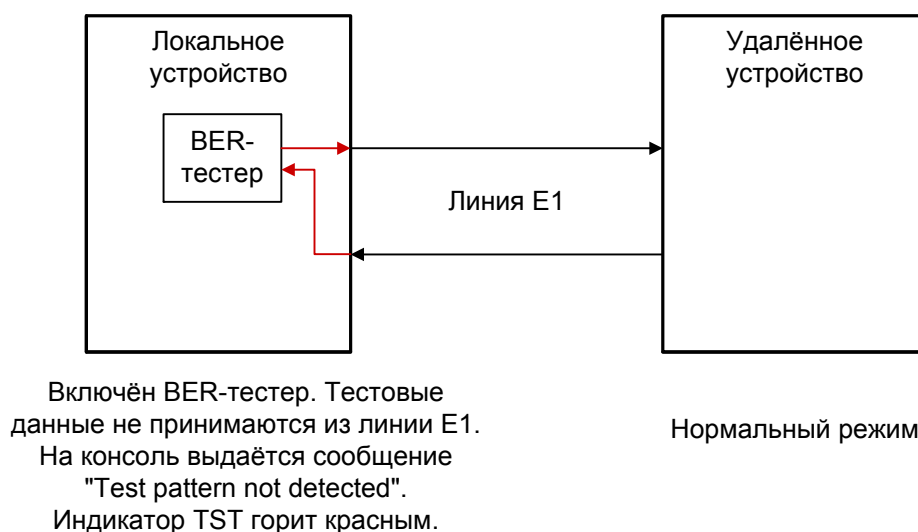 Локальное
устройство
Удалённое
устройство
BER-
тестер
Линия E1
Включён BER-тестер. Тестовые
данные не принимаются из линии E1.
На консоль выдаётся сообщение
"Test pattern not detected".
Индикатор TST горит красным.
Нормальный режим